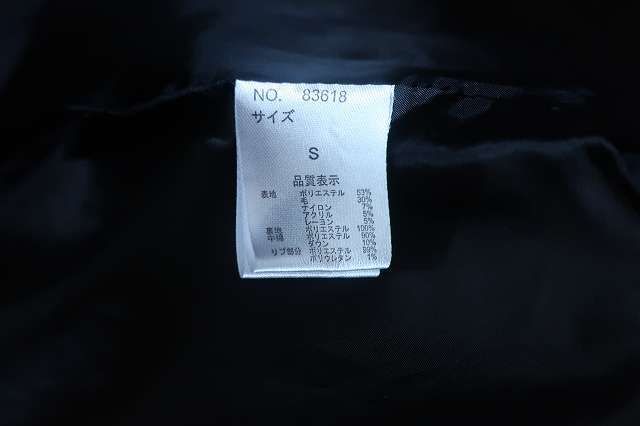 NO. 83618
サイズ
S
品質表示
表地 ポリエステル 53%
毛 30%
ナイロン 7%
アクリル 5%
レーヨン 5%
裏地 ポリエステル 100%
中綿 ポリエステル 90%
ダウン 10%
リブ部分 ポリエステル 99%
ポリウレタン 1%